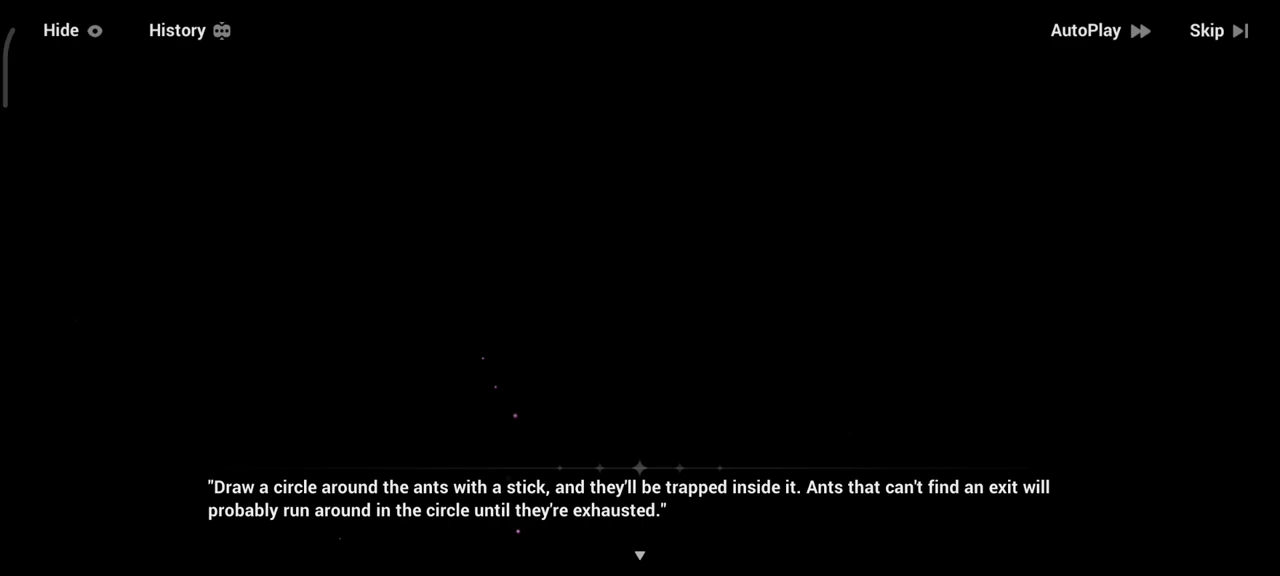 Hide
History
AutoPlay
Skip
"Draw a circle around the ants with a stick, and they'll be trapped inside it. Ants that can't find an exit will
probably run around in the circle until they're exhausted."